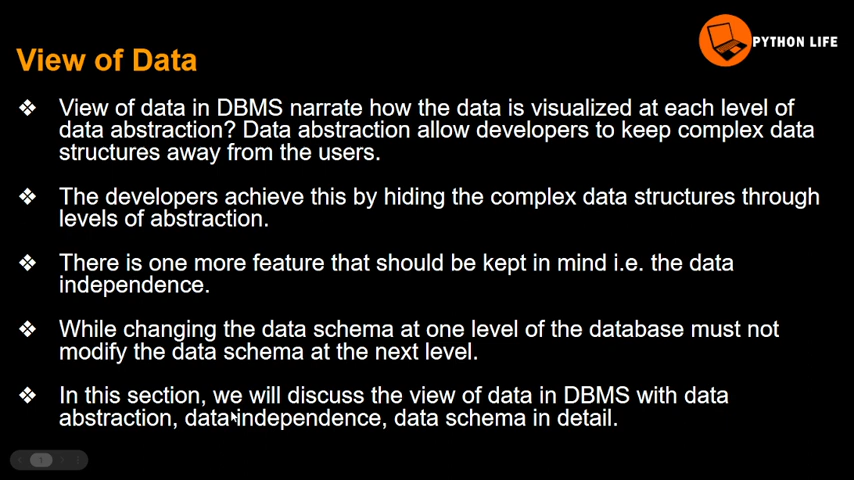 PYTHON LIFE
View of Data
❖ View of data in DBMS narrate how the data is visualized at each level of
data abstraction? Data abstraction allow developers to keep complex data
structures away from the users.
❖ The developers achieve this by hiding the complex data structures through
levels of abstraction.
❖ There is one more feature that should be kept in mind i.e. the data
independence.
❖ While changing the data schema at one level of the database must not
modify the data schema at the next level.
❖ In this section, we will discuss the view of data in DBMS with data
abstraction, data independence, data schema in detail.